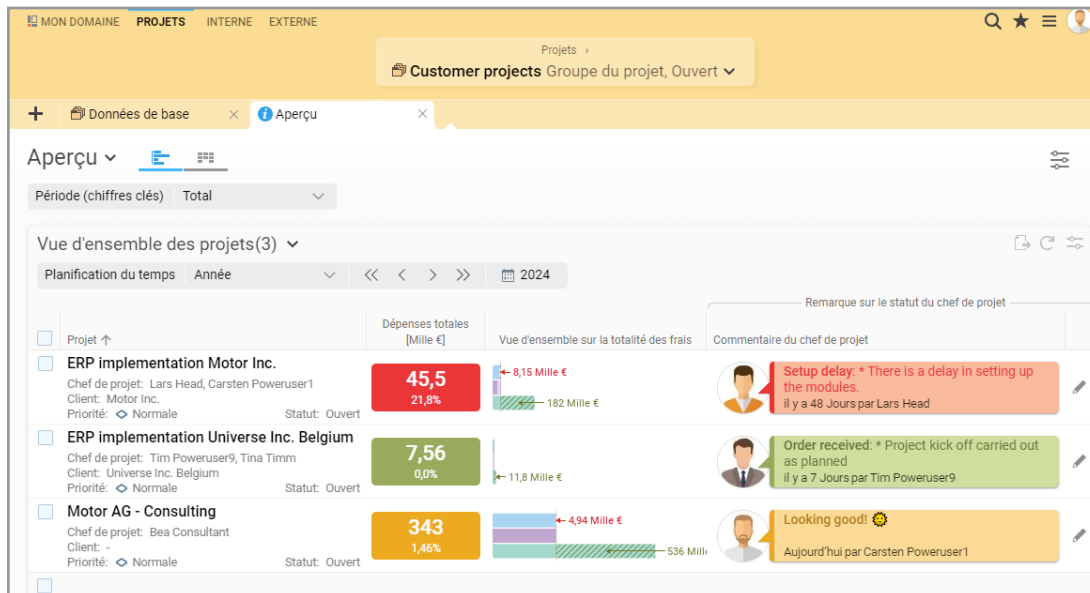 MON DOMAINE PROJETS INTERNE EXTERNE
Projets ›
Customer projects Groupe du projet, Ouvert
Données de base
Aperçu
Aperçu
Période (chiffres clés) Total
Vue d'ensemble des projets(3)
Planification du temps Année 2024
Remarque sur le statut du chef de projet
Projet
Dépenses totales
[Mille €]
Vue d'ensemble sur la totalité des frais
Commentaire du chef de projet
ERP implementation Motor Inc.
Chef de projet: Lars Head, Carsten Poweruser1
Client: Motor Inc.
Priorité: Normale Statut: Ouvert
45,5
21,8%
8,15 Mille €
182 Mille €
Setup delay: * There is a delay in setting up
the modules.
il y a 48 Jours par Lars Head
ERP implementation Universe Inc. Belgium
Chef de projet: Tim Poweruser9, Tina Timm
Client: Universe Inc. Belgium
Priorité: Normale Statut: Ouvert
7,56
0,0%
11,8 Mille €
Order received: * Project kick off carried out
as planned
il y a 7 Jours par Tim Poweruser9
Motor AG - Consulting
Chef de projet: Bea Consultant
Client: -
Priorité: Normale Statut: Ouvert
343
1,46%
4,94 Mille €
536 Mill
Looking good! 🌞
Aujourd'hui par Carsten Poweruser1